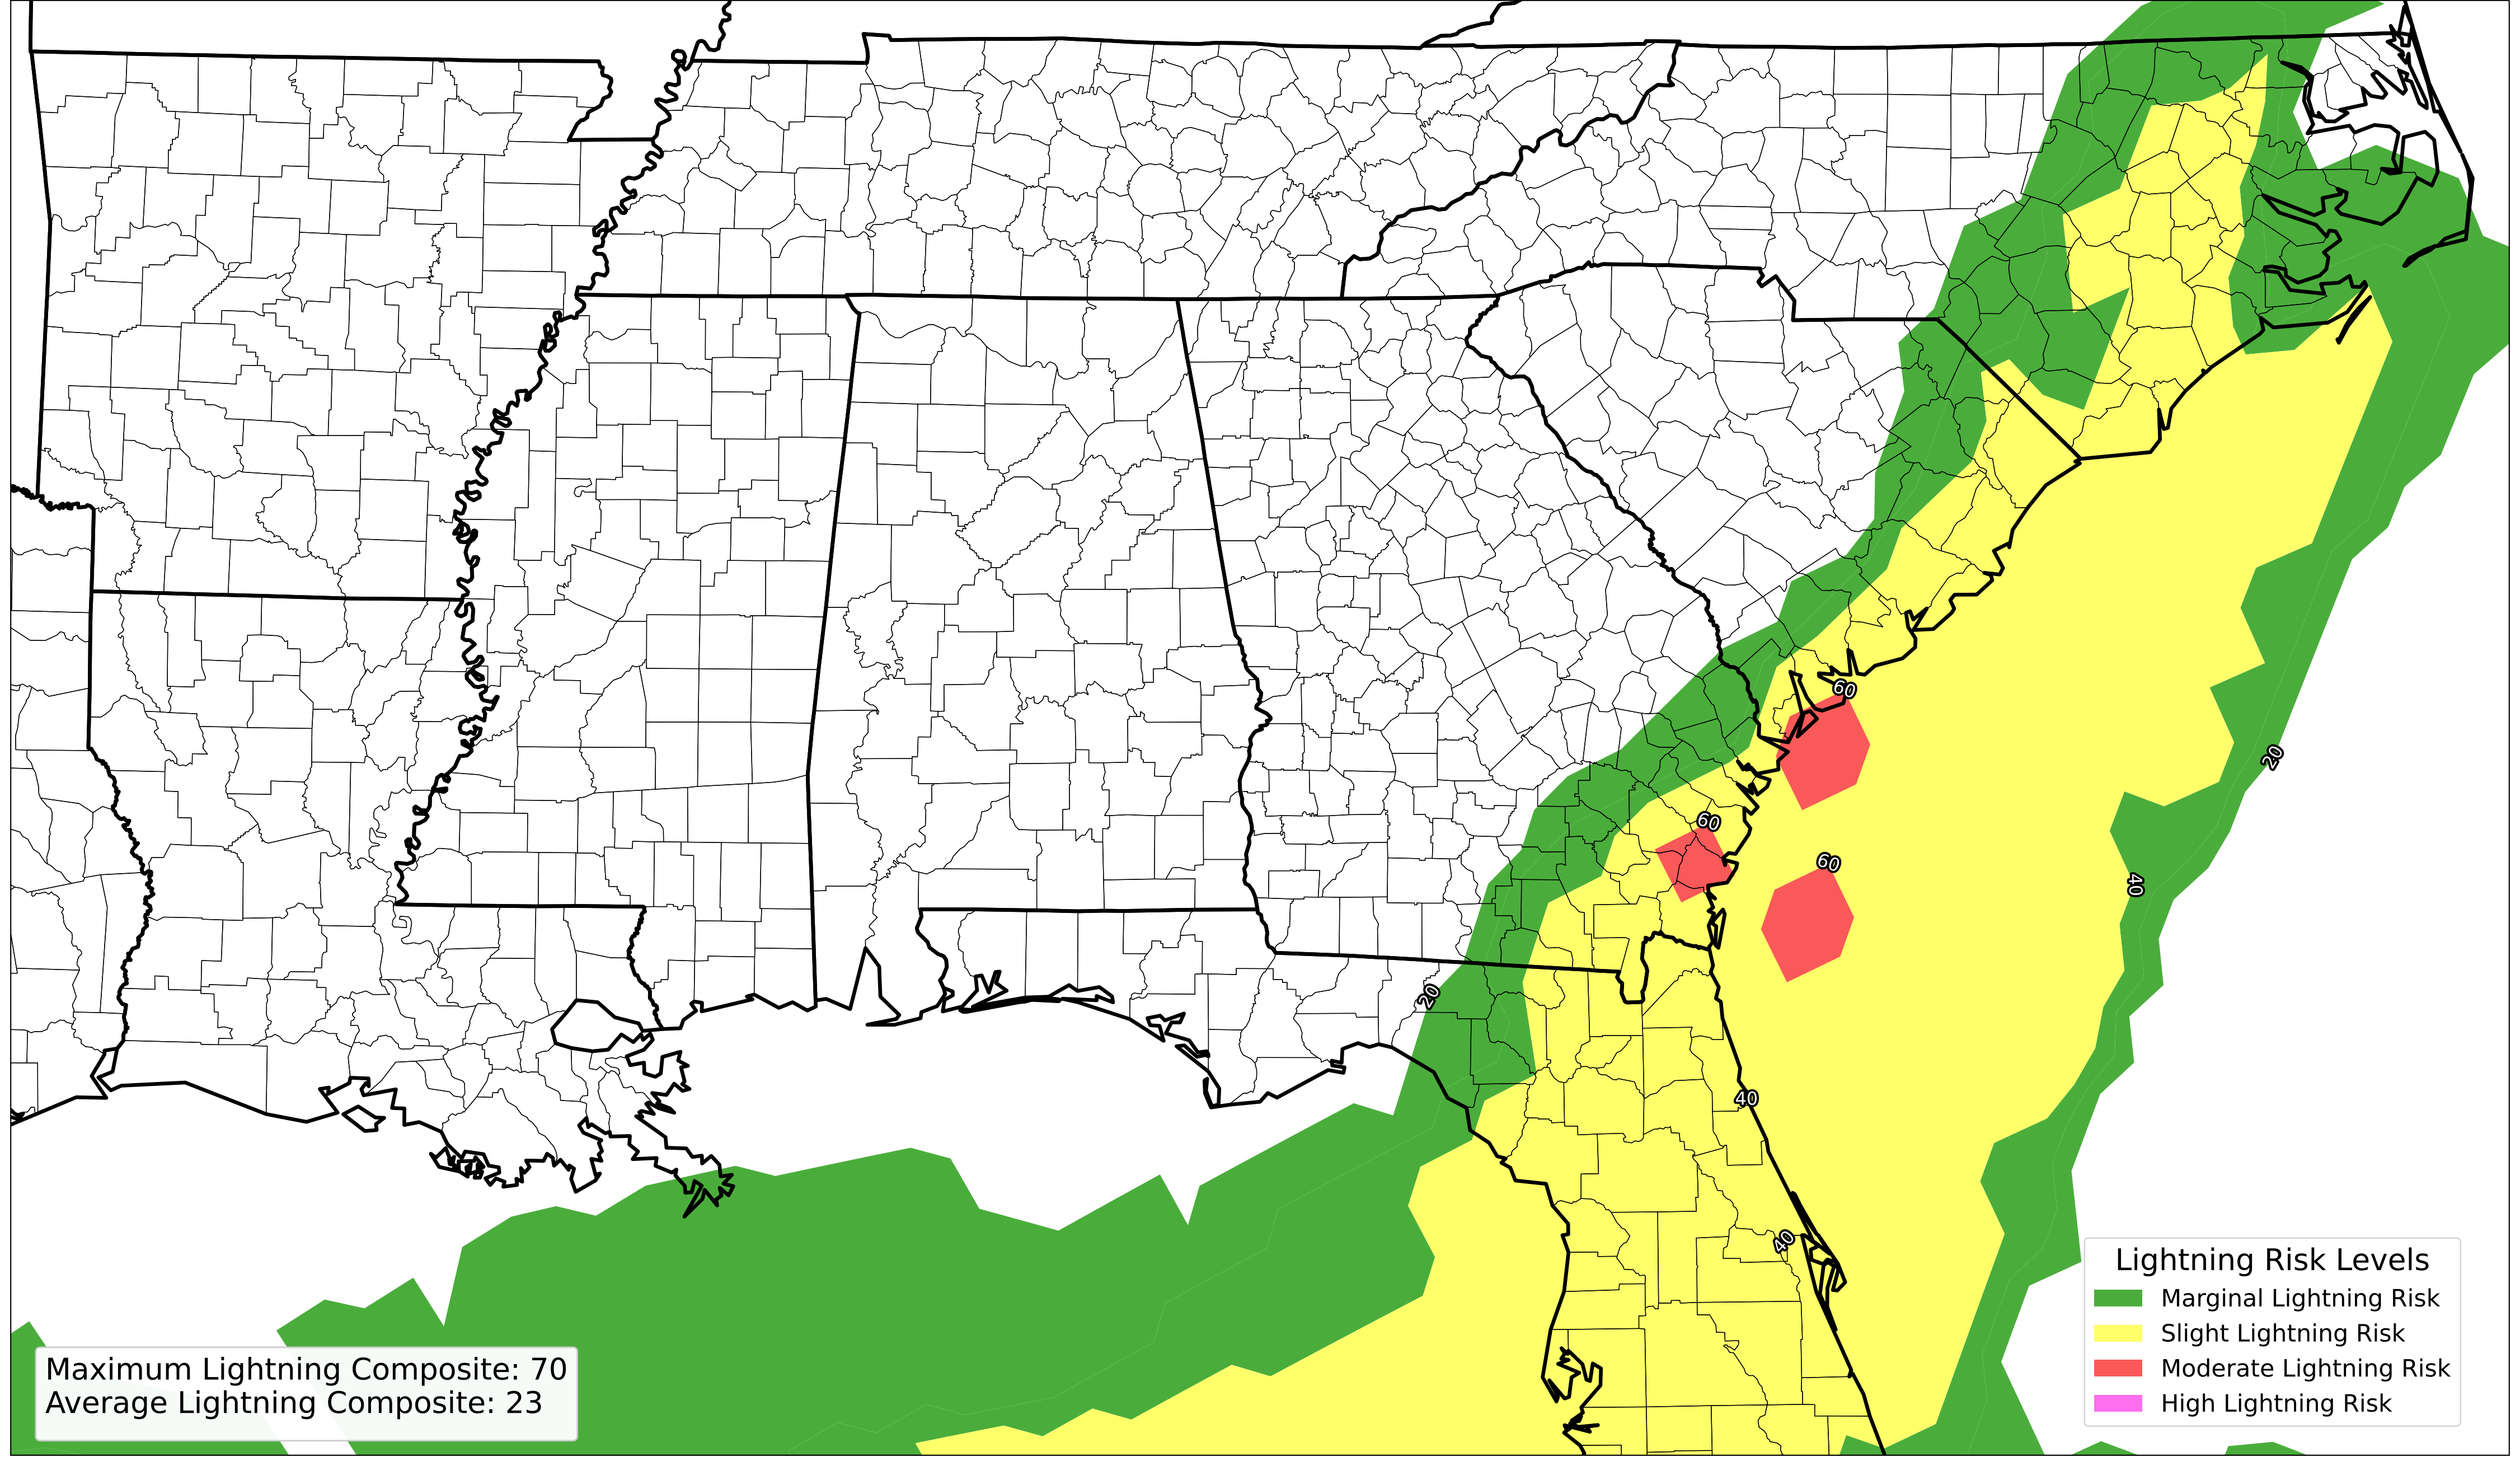 60
60
60
20
40
20
40
40
Lightning Risk Levels
Marginal Lightning Risk
Slight Lightning Risk
Moderate Lightning Risk
High Lightning Risk
Maximum Lightning Composite: 70
Average Lightning Composite: 23